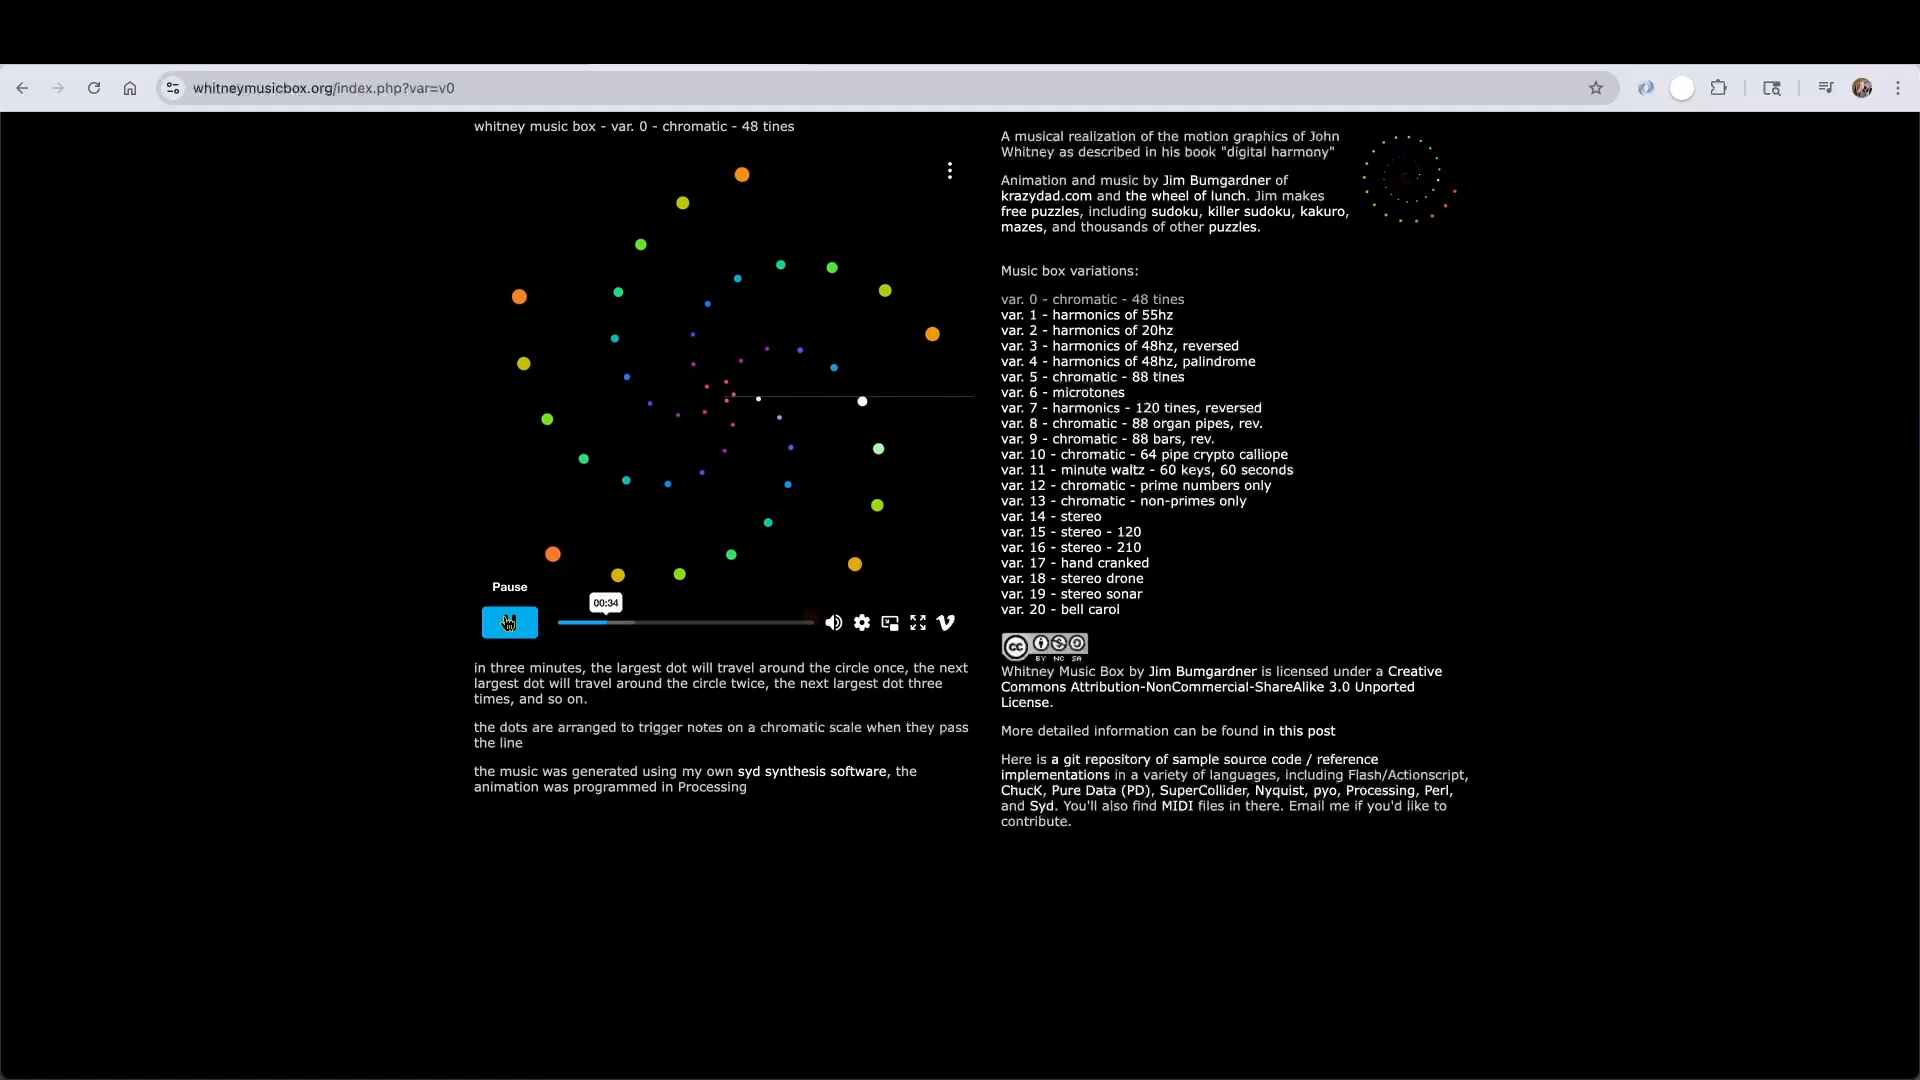 whitneymusicbox.org/index.php?var=v0
whitney music box - var. 0 - chromatic - 48 tines
Pause
00:34
in three minutes, the largest dot will travel around the circle once, the next
largest dot will travel around the circle twice, the next largest dot three
times, and so on.
the dots are arranged to trigger notes on a chromatic scale when they pass
the line
the music was generated using my own syd synthesis software, the
animation was programmed in Processing
A musical realization of the motion graphics of John
Whitney as described in his book "digital harmony"
Animation and music by Jim Bumgardner of
krazydad.com and the wheel of lunch. Jim makes
free puzzles, including sudoku, killer sudoku, kakuro,
mazes, and thousands of other puzzles.
Music box variations:
var. 0 - chromatic - 48 tines
var. 1 - harmonics of 55hz
var. 2 - harmonics of 20hz
var. 3 - harmonics of 48hz, reversed
var. 4 - harmonics of 48hz, palindrome
var. 5 - chromatic - 88 tines
var. 6 - microtones
var. 7 - harmonics - 120 tines, reversed
var. 8 - chromatic - 88 organ pipes, rev.
var. 9 - chromatic - 88 bars, rev.
var. 10 - chromatic - 64 pipe crypto calliope
var. 11 - minute waltz - 60 keys, 60 seconds
var. 12 - chromatic - prime numbers only
var. 13 - chromatic - non-primes only
var. 14 - stereo
var. 15 - stereo - 120
var. 16 - stereo - 210
var. 17 - hand cranked
var. 18 - stereo drone
var. 19 - stereo sonar
var. 20 - bell carol
cc BY NC SA
Whitney Music Box by Jim Bumgardner is licensed under a Creative
Commons Attribution-NonCommercial-ShareAlike 3.0 Unported
License.
More detailed information can be found in this post
Here is a git repository of sample source code / reference
implementations in a variety of languages, including Flash/Actionscript,
ChucK, Pure Data (PD), SuperCollider, Nyquist, pyo, Processing, Perl,
and Syd. You'll also find MIDI files in there. Email me if you'd like to
contribute.